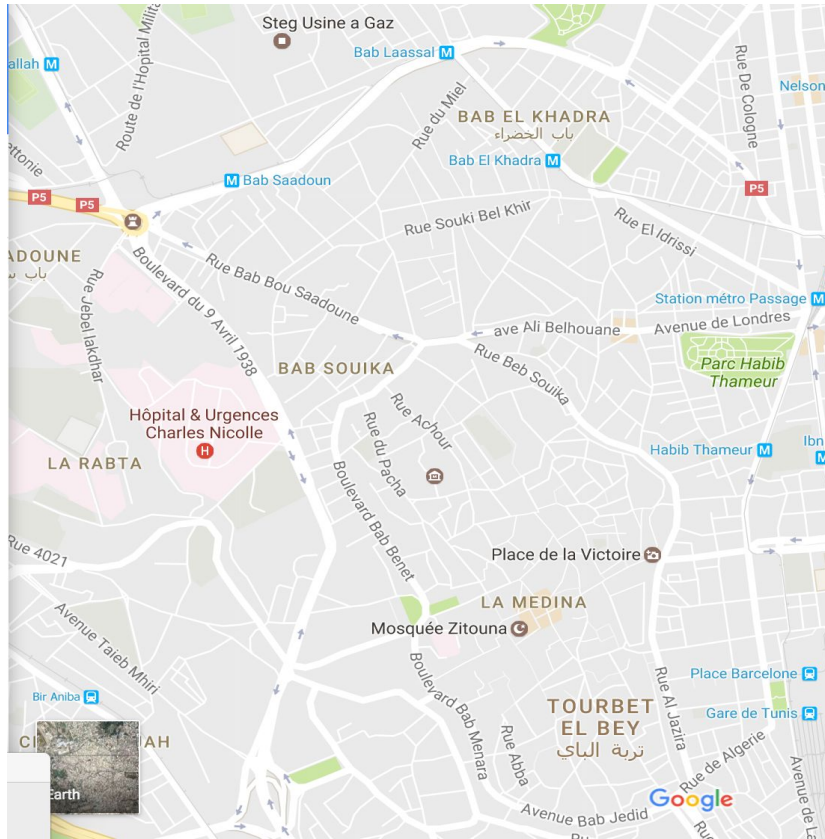 Steg Usine a Gaz
Bab Laassal M
allah M
Route de l'Hopital Milita
Rue du Miel
Rue De Cologne
Nelson
BAB EL KHADRA
باب الخضراء
Bab El Khadra M
ettonie
M Bab Saadoun
P5
P5
P5
Rue Souki Bel Khir
Rue El Idrissi
ADOUNE
باب س
Rue Bab Bou Saadoune
Boulevard du 9 Avril 1938
Rue Jebel lakdhar
Station métro Passage M
ave Ali Belhouane
Avenue de Londres
Rue Beb Souika
BAB SOUIKA
Parc Habib
Thameur
Rue Achour
Rue du Pacha
Hôpital & Urgences
Charles Nicolle
H
LA RABTA
Habib Thameur M
Ibn
M
Boulevard Bab Benet
Rue 4021
Place de la Victoire
LA MEDINA
Mosquée Zitouna
Avenue Taieb Mhiri
Boulevard Bab Menara
Rue Al Jazira
Place Barcelone
Bir Aniba
TOURBET
EL BEY
تربة الباي
Gare de Tunis
Rue Abba
Rue de Algerie
JAH
Earth
Google
Avenue Bab Jedid
Avenue de La
Ru